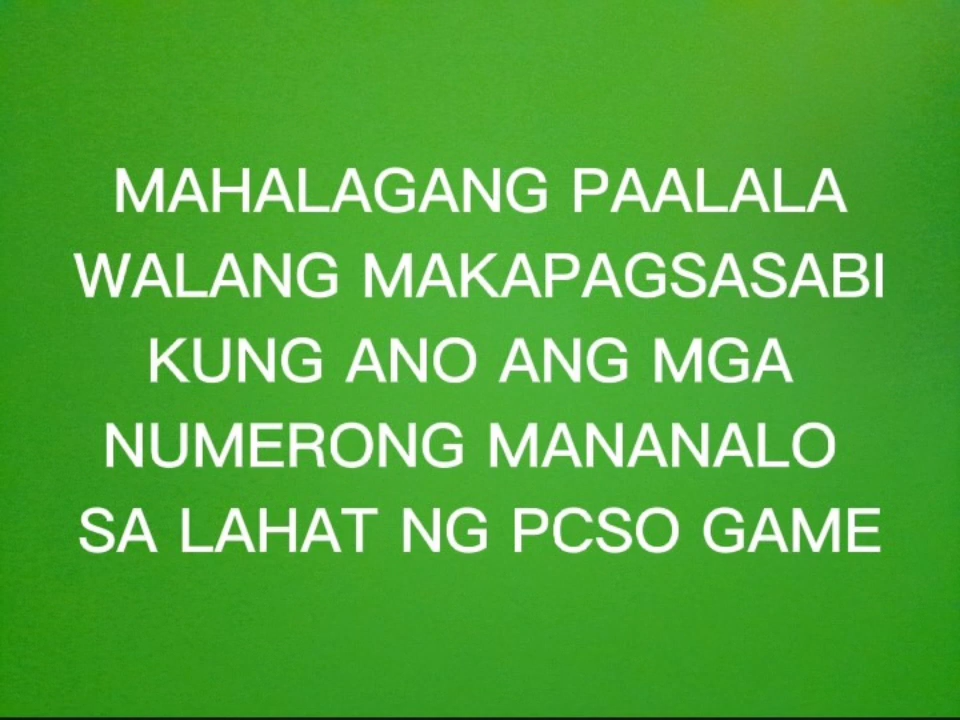 MAHALAGANG PAALALA
WALANG MAKAPAGSASABI
KUNG ANO ANG MGA
NUMERONG MANANALO
SA LAHAT NG PCSO GAME